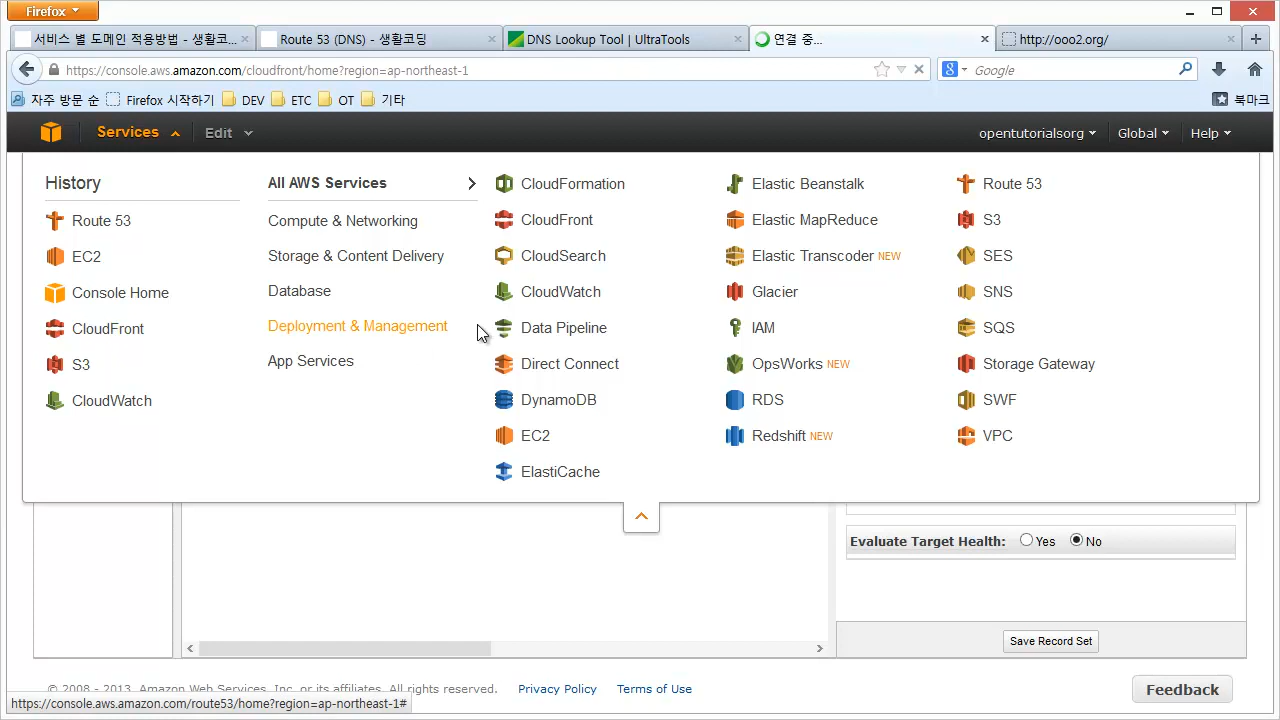 Firefox
서비스 별 도메인 적용방법 - 생활코...
Route 53 (DNS) - 생활코딩
DNS Lookup Tool | UltraTools
연결 중...
http://ooo2.org/
https://console.aws.amazon.com/cloudfront/home?region=ap-northeast-1
Google
자주 방문 순
Firefox 시작하기
DEV
ETC
OT
기타
북마크
Services
Edit
opentutorialsorg
Global
Help
History
Route 53
EC2
Console Home
CloudFront
S3
CloudWatch
All AWS Services
Compute & Networking
Storage & Content Delivery
Database
Deployment & Management
App Services
CloudFormation
CloudFront
CloudSearch
CloudWatch
Data Pipeline
Direct Connect
DynamoDB
EC2
ElastiCache
Elastic Beanstalk
Elastic MapReduce
Elastic Transcoder NEW
Glacier
IAM
OpsWorks NEW
RDS
Redshift NEW
Route 53
S3
SES
SNS
SQS
Storage Gateway
SWF
VPC
Evaluate Target Health: Yes No
Save Record Set
© 2008 - 2013, Amazon Web Services, Inc. or its affiliates. All rights reserved.
Privacy Policy
Terms of Use
Feedback
https://console.aws.amazon.com/route53/home?region=ap-northeast-1#